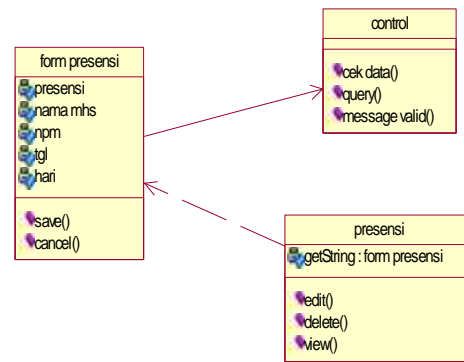 control
cek data()
query()
message valid()
form presensi
presensi
nama mhs
npm
tgl
hari
save()
cancel()
presensi
getString : form presensi
edit()
delete()
view()